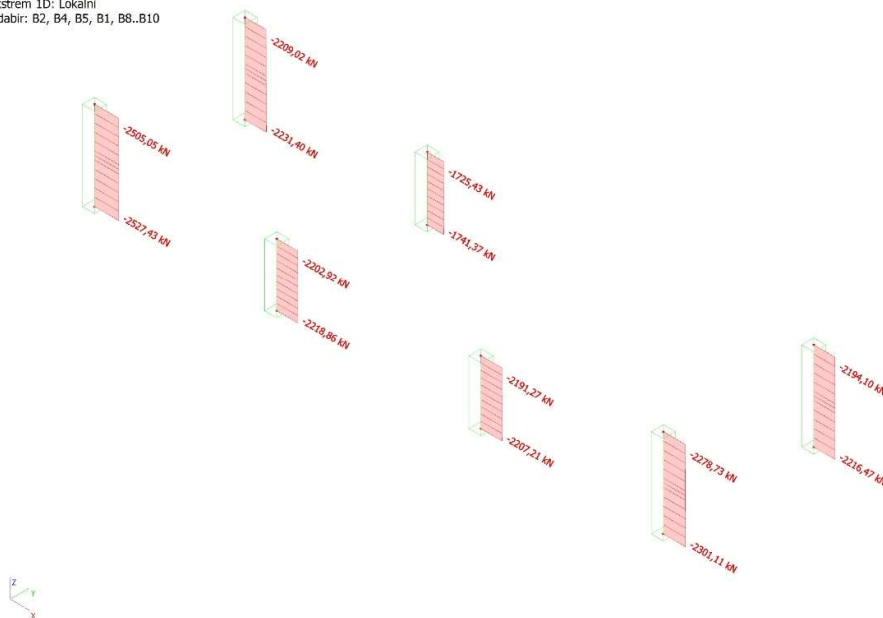 Ekstrem 1D: Lokalni
Odabir: B2, B4, B5, B1, B8..B10
-2209,02 kN
-2231,40 kN
-2505,05 kN
-2527,43 kN
-1725,43 kN
-1741,37 kN
-2202,92 kN
-2218,86 kN
-2191,27 kN
-2207,21 kN
-2194,10 kN
-2216,47 kN
-2278,73 kN
-2301,11 kN
Z
Y
X